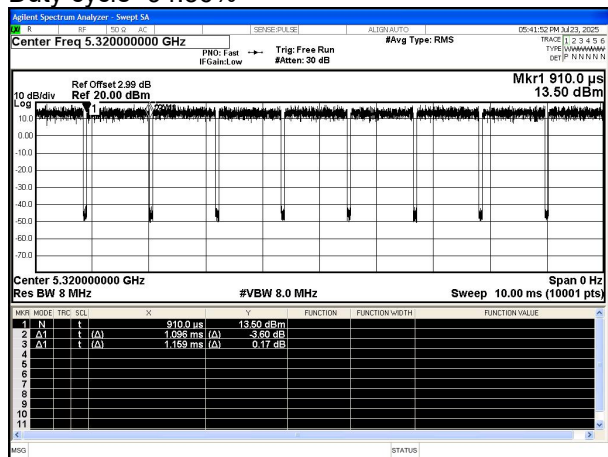 Agilent Spectrum Analyzer - Swept SA
R RF 50 Ω AC SENSE:PULSE ALIGN AUTO 05:41:52 PM Jul 23, 2025
Center Freq 5.320000000 GHz #Avg Type: RMS TRACE 1 2 3 4 5 6
PNO: Fast Trig: Free Run TYPE WWWWWW
IFGain:Low #Atten: 30 dB DET P N N N N N
Mkr1 910.0 µs
Ref Offset 2.99 dB
10 dB/div Ref 20.00 dBm 13.50 dBm
Log
10.0
0.00
-10.0
-20.0
-30.0
-40.0
-50.0
-60.0
-70.0
Center 5.320000000 GHz Span 0 Hz
Res BW 8 MHz #VBW 8.0 MHz Sweep 10.00 ms (10001 pts)
MKR MODE TRC SCL X Y FUNCTION FUNCTION WIDTH FUNCTION VALUE
1 N t 910.0 µs 13.50 dBm
2 Δ1 t (Δ) 1.096 ms (Δ) -3.60 dB
3 Δ1 t (Δ) 1.159 ms (Δ) 0.17 dB
4
5
6
7
8
9
10
11
MSG STATUS